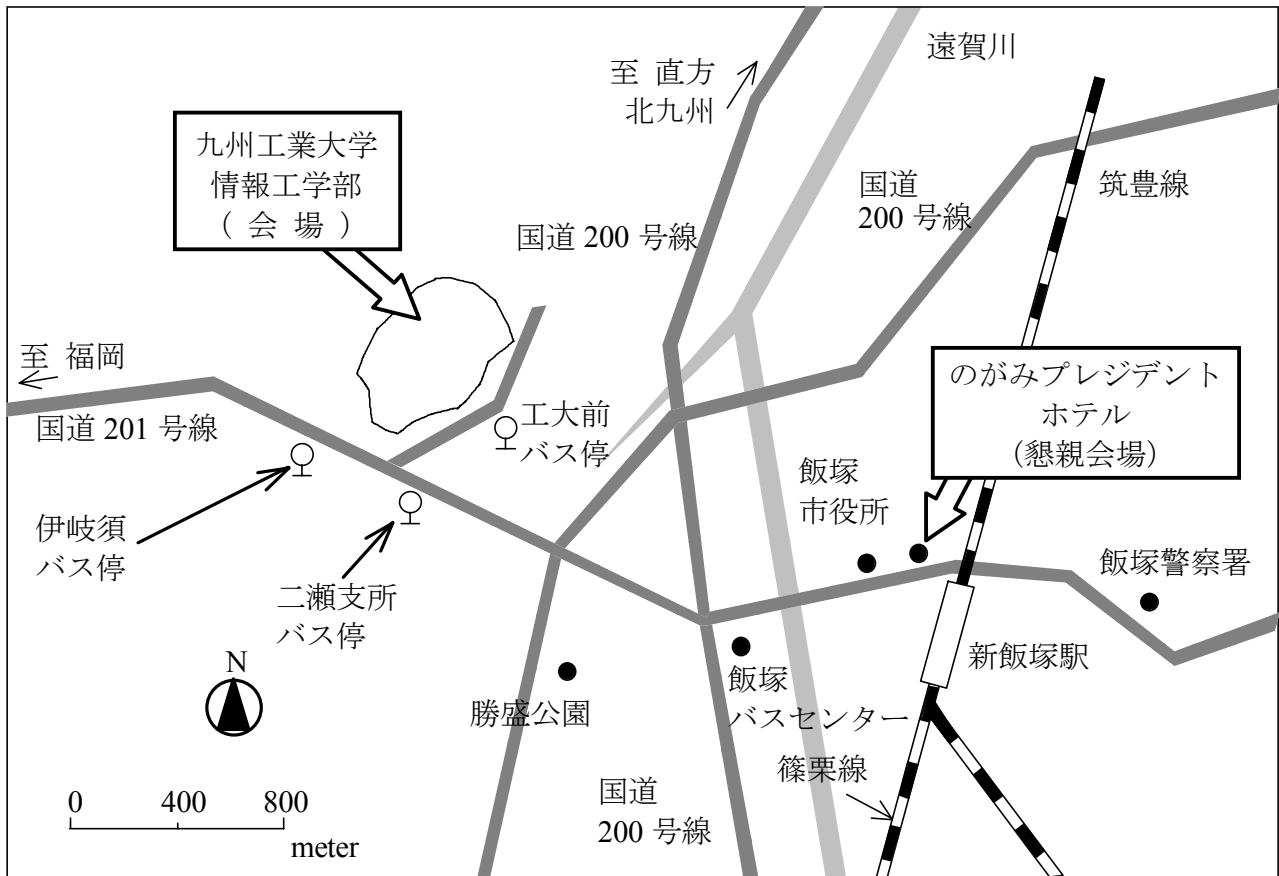 遠賀川
至 直方
北九州
九州工業大学
情報工学部
( 会 場 )
国道
200 号線
筑豊線
国道 200 号線
至 福岡
国道 201 号線
のがみプレジデント
ホテル
(懇親会場)
工大前
バス停
飯塚
市役所
伊岐須
バス停
飯塚警察署
二瀬支所
バス停
N
新飯塚駅
勝盛公園
飯塚
バスセンター
篠栗線
国道
200 号線
0 400 800
meter